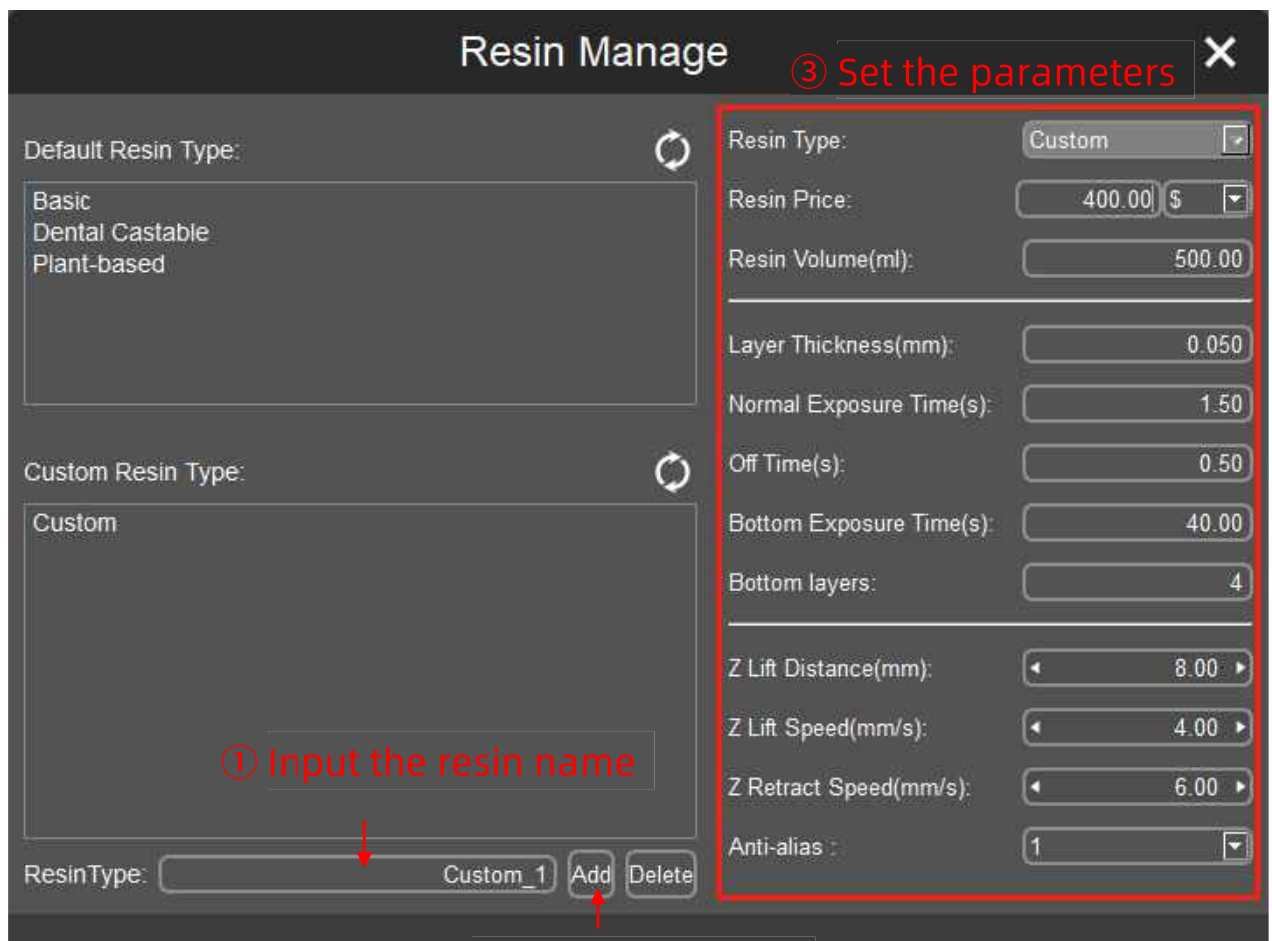 Resin Manage
③ Set the parameters
Default Resin Type:
Basic
Dental Castable
Plant-based
Custom Resin Type:
Custom
① Input the resin name
ResinType: Custom_1 Add Delete
Resin Type: Custom
Resin Price: 400.00 $
Resin Volume(ml): 500.00
Layer Thickness(mm): 0.050
Normal Exposure Time(s): 1.50
Off Time(s): 0.50
Bottom Exposure Time(s): 40.00
Bottom layers: 4
Z Lift Distance(mm): 8.00
Z Lift Speed(mm/s): 4.00
Z Retract Speed(mm/s): 6.00
Anti-alias : 1